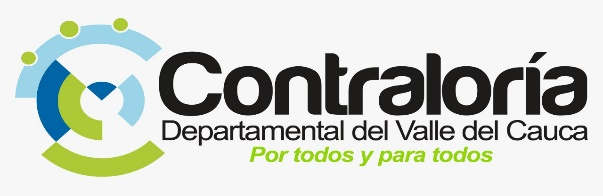 Contraloría
Departamental del Valle del Cauca
Por todos y para todos